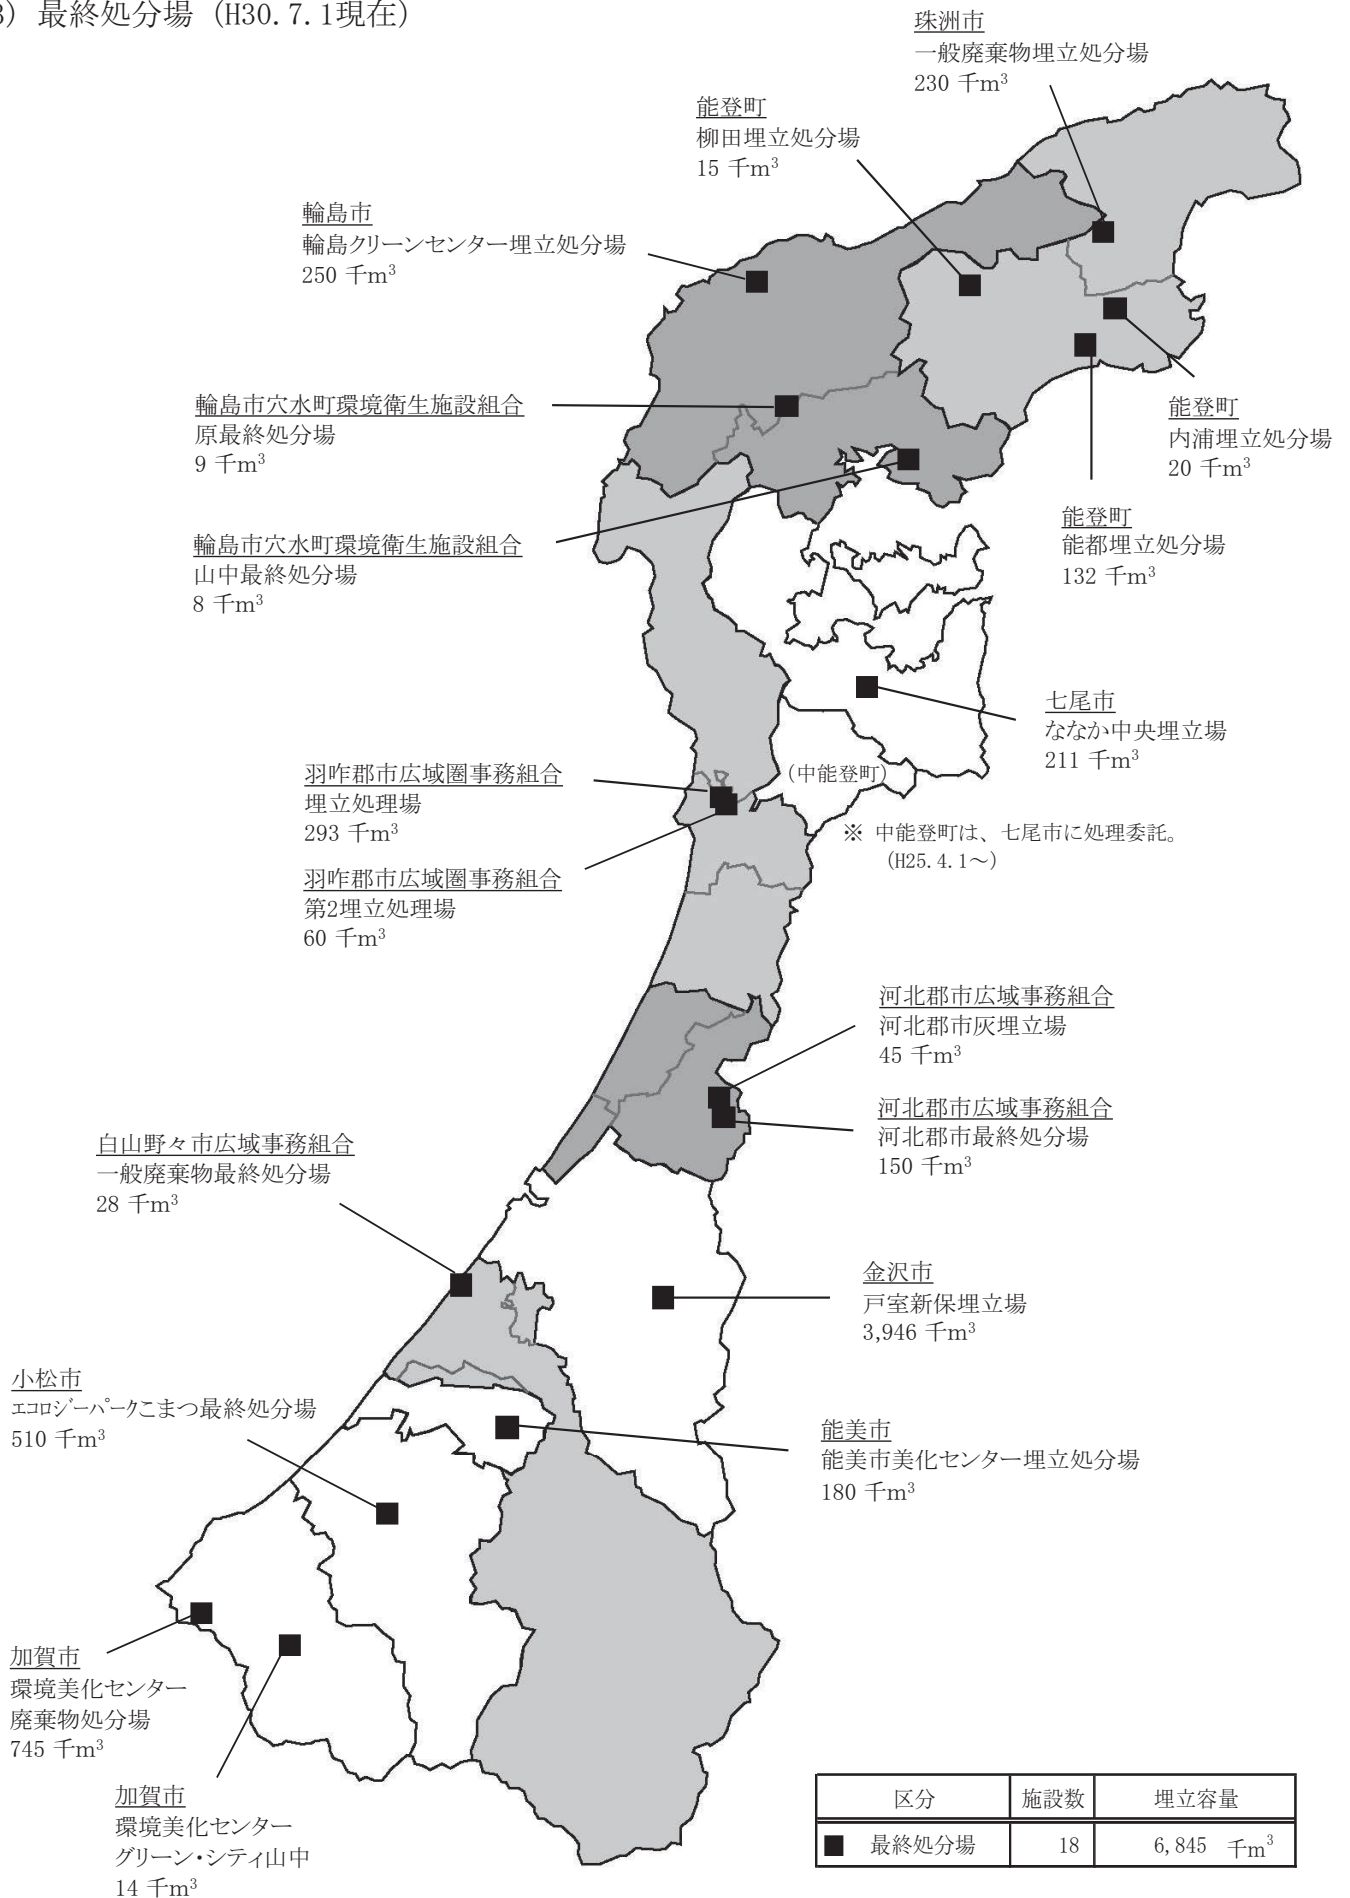 3) 最終処分場 (H30.7.1現在)
珠洲市
一般廃棄物埋立処分場
230 千m³
能登町
柳田埋立処分場
15 千m³
輪島市
輪島クリーンセンター埋立処分場
250 千m³
輪島市穴水町環境衛生施設組合
原最終処分場
9 千m³
能登町
内浦埋立処分場
20 千m³
能登町
能都埋立処分場
132 千m³
輪島市穴水町環境衛生施設組合
山中最終処分場
8 千m³
七尾市
ななか中央埋立場
211 千m³
(中能登町)
※ 中能登町は、七尾市に処理委託。
(H25.4.1～)
羽咋郡市広域圏事務組合
埋立処理場
293 千m³
羽咋郡市広域圏事務組合
第2埋立処理場
60 千m³
河北郡市広域事務組合
河北郡市灰埋立場
45 千m³
河北郡市広域事務組合
河北郡市最終処分場
150 千m³
白山野々市広域事務組合
一般廃棄物最終処分場
28 千m³
金沢市
戸室新保埋立場
3,946 千m³
小松市
エコロジーパークこまつ最終処分場
510 千m³
能美市
能美市美化センター埋立処分場
180 千m³
加賀市
環境美化センター
廃棄物処分場
745 千m³
加賀市
環境美化センター
グリーン・シティ山中
14 千m³
区分 施設数 埋立容量
■ 最終処分場 18 6,845 千m³